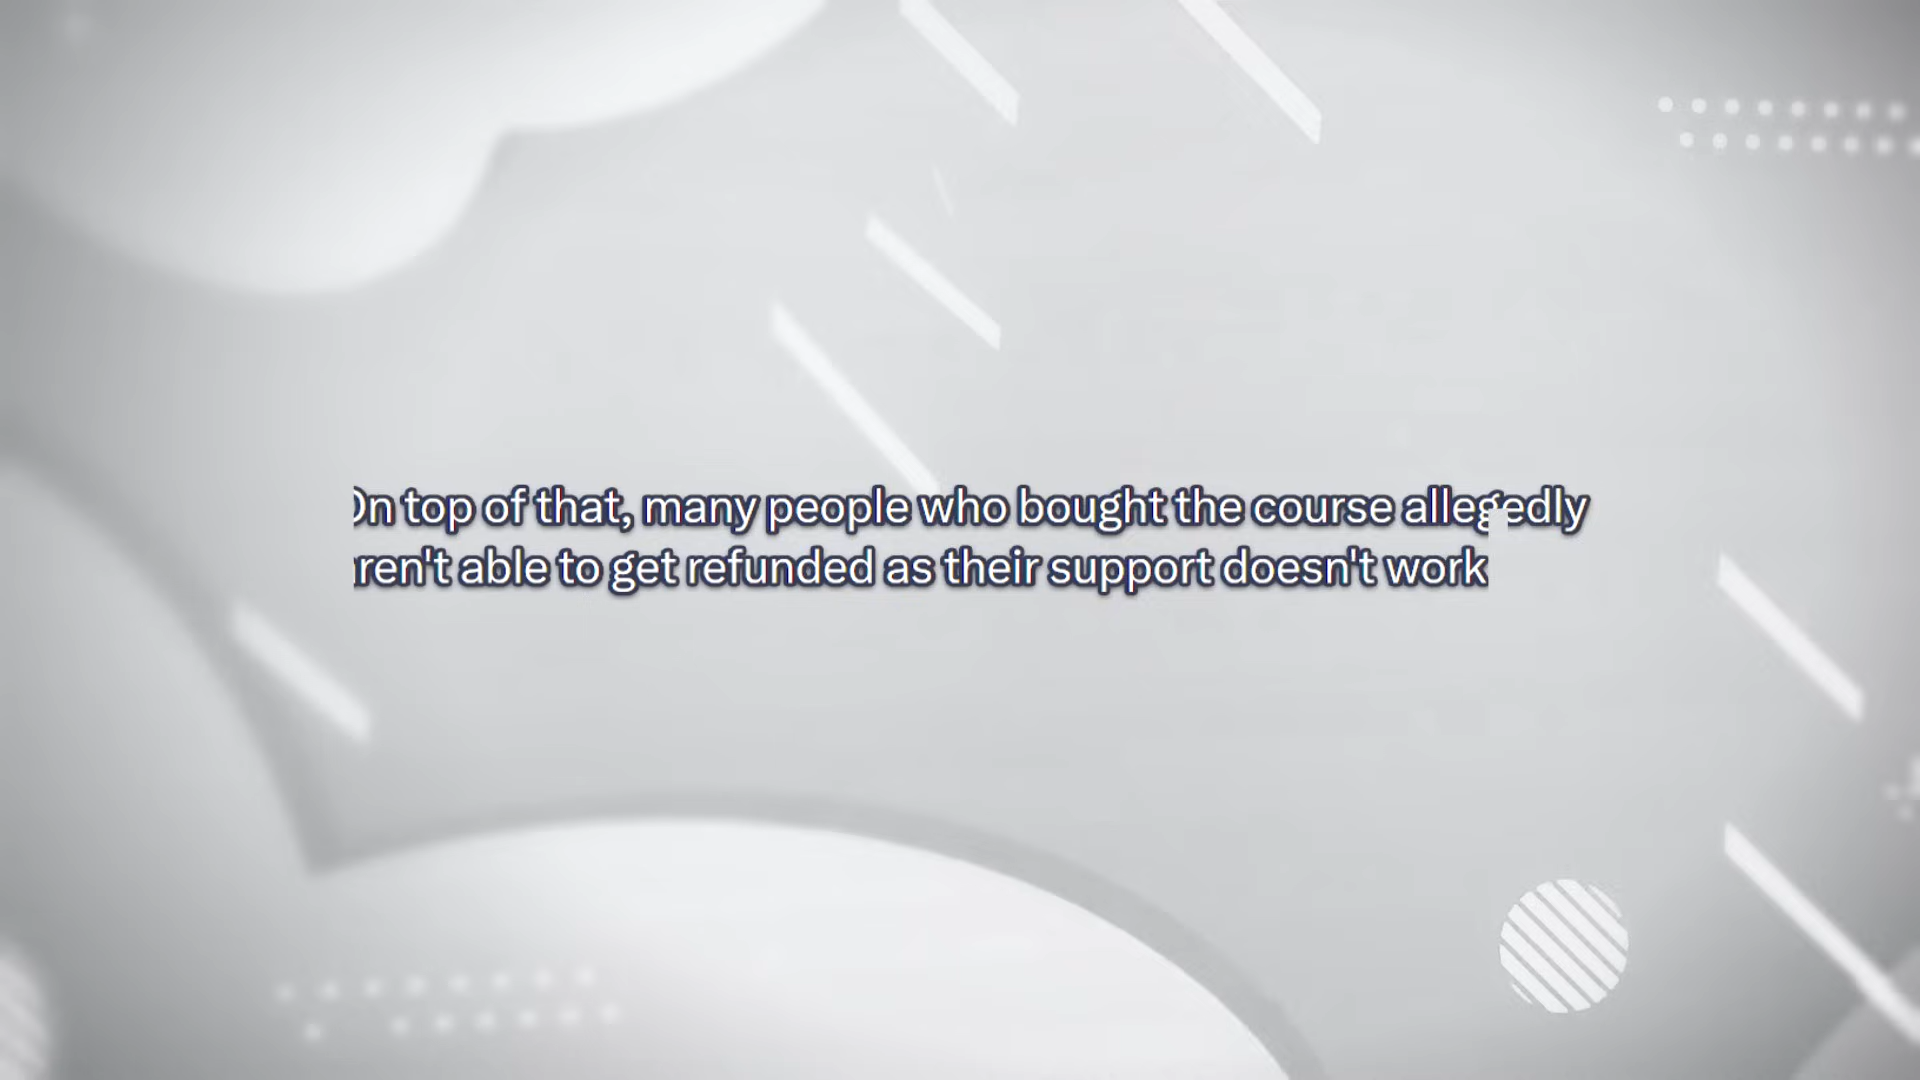 On top of that, many people who bought the course allegedly
aren't able to get refunded as their support doesn't work